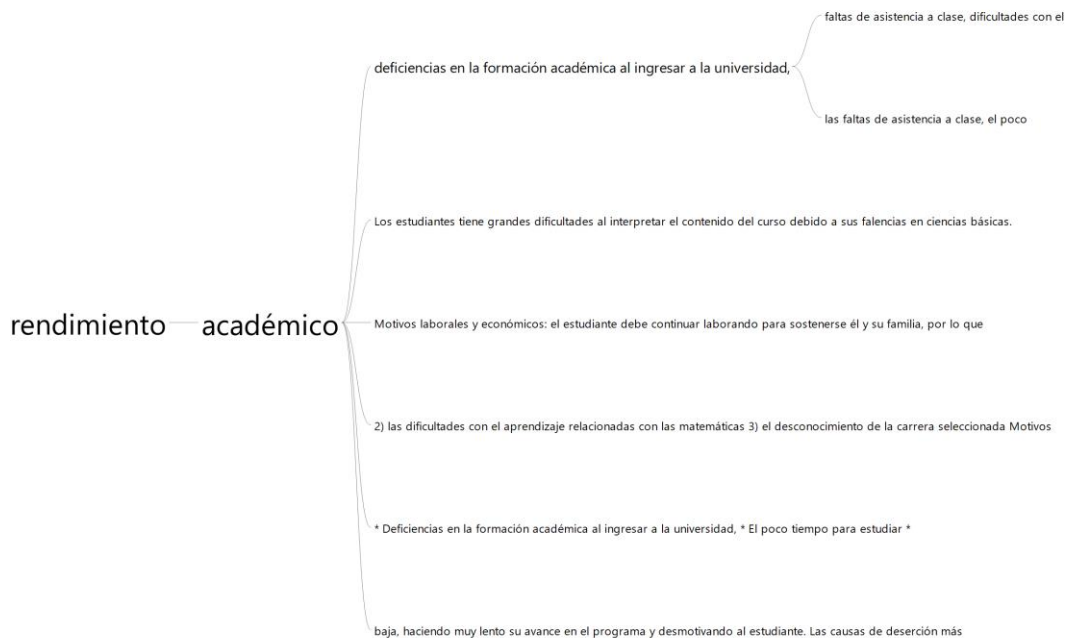 faltas de asistencia a clase, dificultades con el
deficiencias en la formación académica al ingresar a la universidad,
las faltas de asistencia a clase, el poco
Los estudiantes tiene grandes dificultades al interpretar el contenido del curso debido a sus falencias en ciencias básicas.
rendimiento académico
Motivos laborales y económicos: el estudiante debe continuar laborando para sostenerse él y su familia, por lo que
2) las dificultades con el aprendizaje relacionadas con las matemáticas 3) el desconocimiento de la carrera seleccionada Motivos
* Deficiencias en la formación académica al ingresar a la universidad, * El poco tiempo para estudiar *
baja, haciendo muy lento su avance en el programa y desmotivando al estudiante. Las causas de deserción más